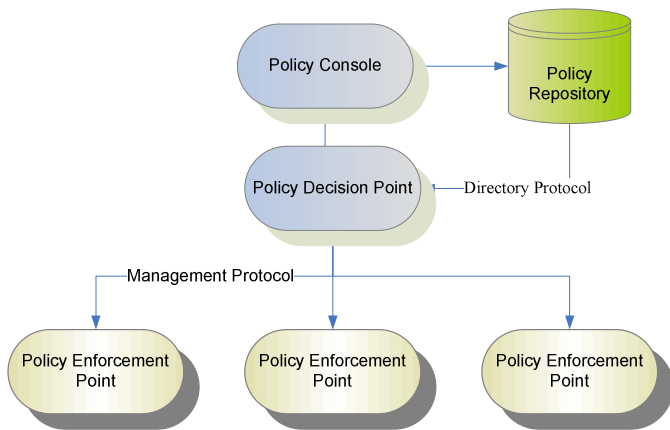 Policy Console
Policy
Repository
Policy Decision Point
Directory Protocol
Management Protocol
Policy Enforcement
Point
Policy Enforcement
Point
Policy Enforcement
Point